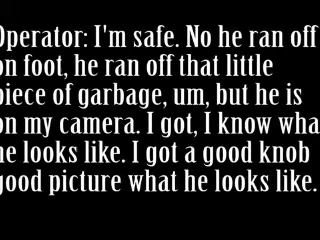 Operator: I'm safe. No he ran off
on foot, he ran off that little
piece of garbage, um, but he is
on my camera. I got, I know wha
he looks like. I got a good knob
good picture what he looks like.